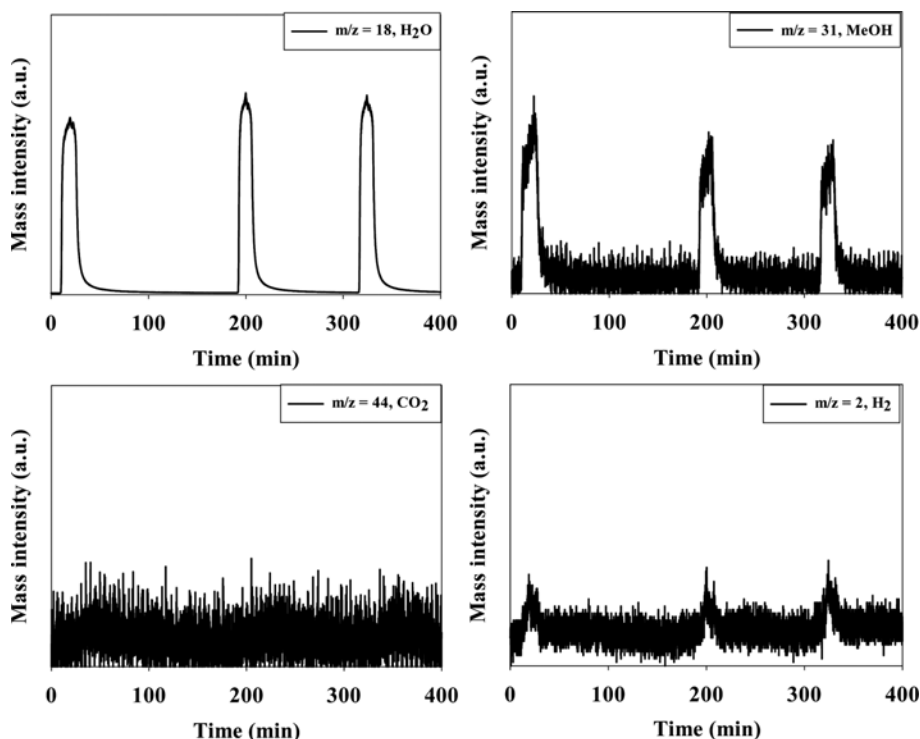 m/z = 18, H2O
Mass intensity (a.u.)
0 100 200 300 400
Time (min)
m/z = 31, MeOH
Mass intensity (a.u.)
0 100 200 300 400
Time (min)
m/z = 44, CO2
Mass intensity (a.u.)
0 100 200 300 400
Time (min)
m/z = 2, H2
Mass intensity (a.u.)
0 100 200 300 400
Time (min)